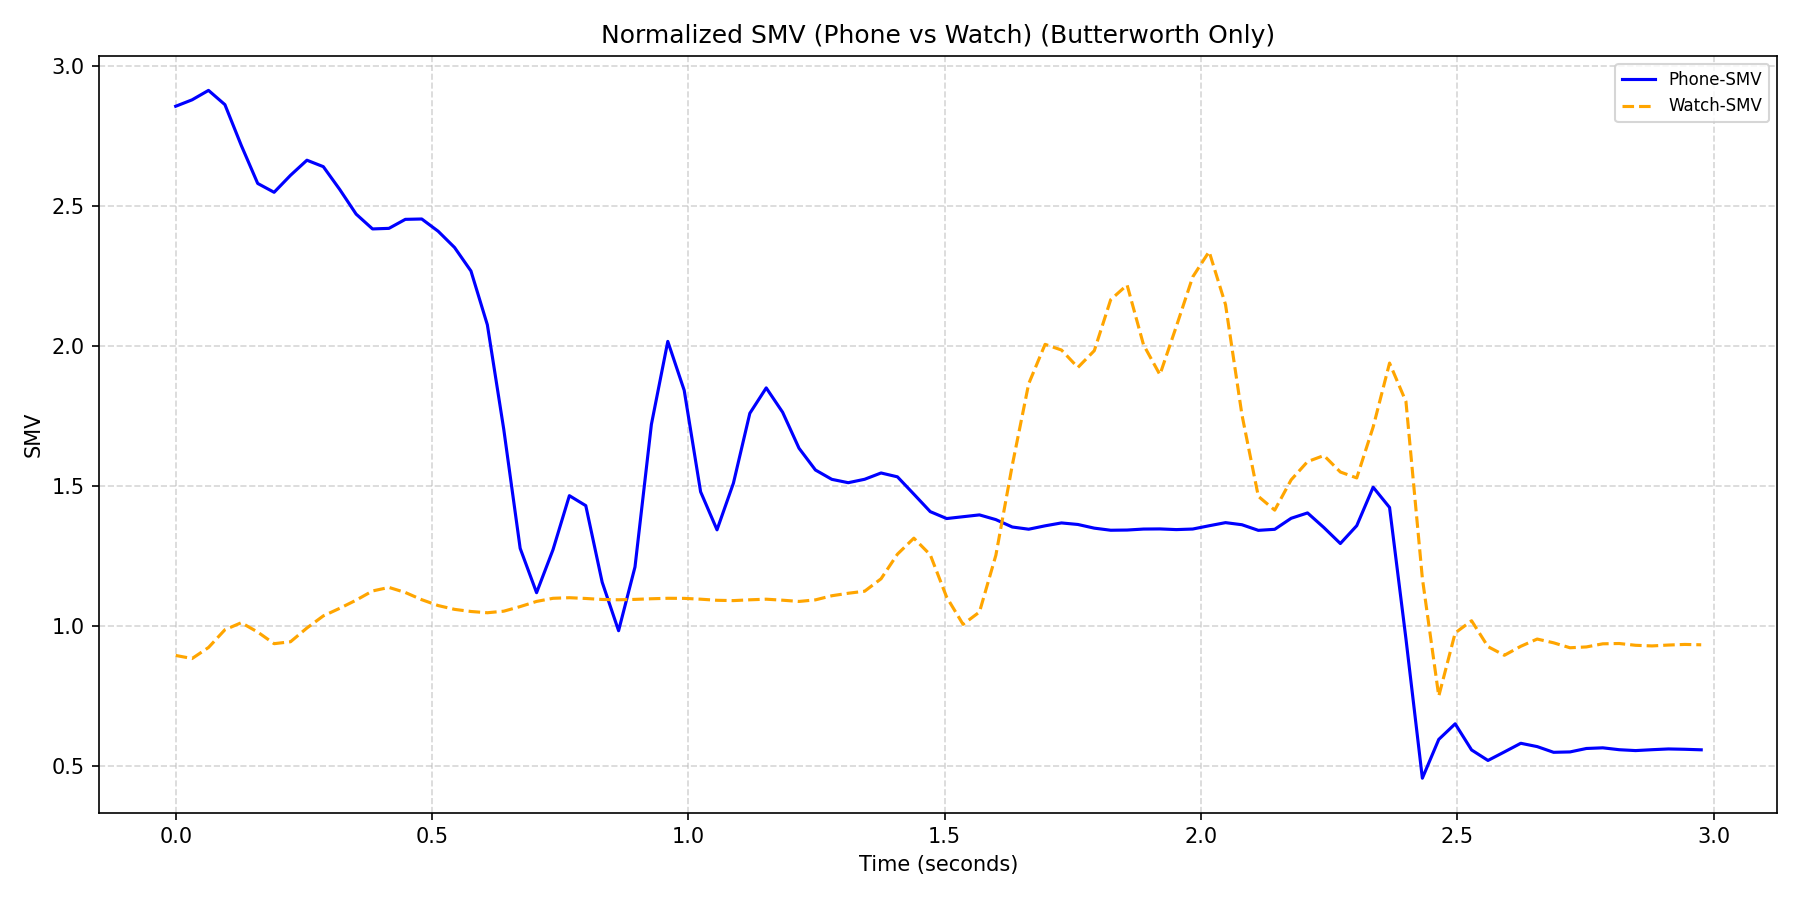 Normalized SMV (Phone vs Watch) (Butterworth Only)
Phone-SMV
Watch-SMV
SMV
3.0
2.5
2.0
1.5
1.0
0.5
0.0 0.5 1.0 1.5 2.0 2.5 3.0
Time (seconds)